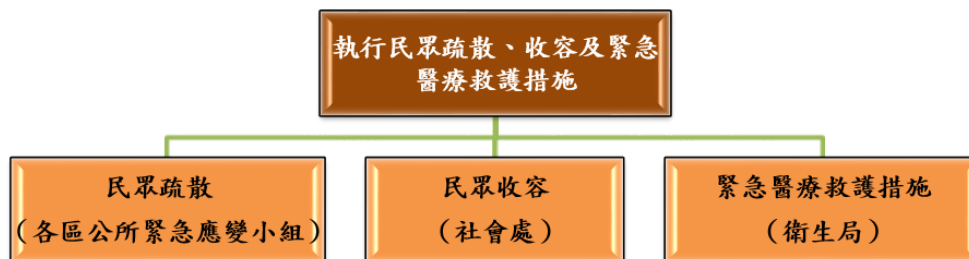 執行民眾疏散、收容及緊急
醫療救護措施
民眾疏散
（各區公所緊急應變小組）
民眾收容
（社會處）
緊急醫療救護措施
（衛生局）